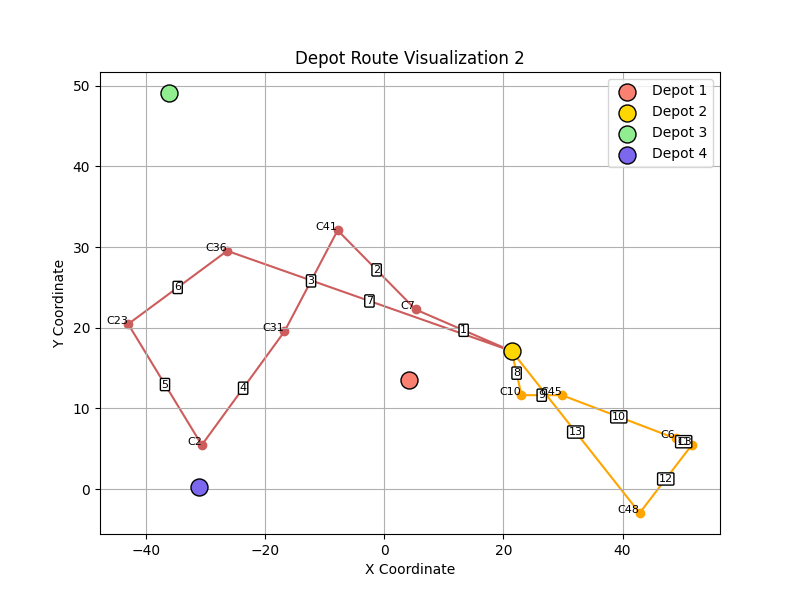 Depot Route Visualization 2
Depot 1
Depot 2
Depot 3
Depot 4
50
40
30
20
10
0
−40
−20
0
20
40
X Coordinate
Y Coordinate
C41
C36
C23
C31
C7
C2
C10
C45
C6
C48
1
2
3
4
5
6
7
8
9
10
12
13